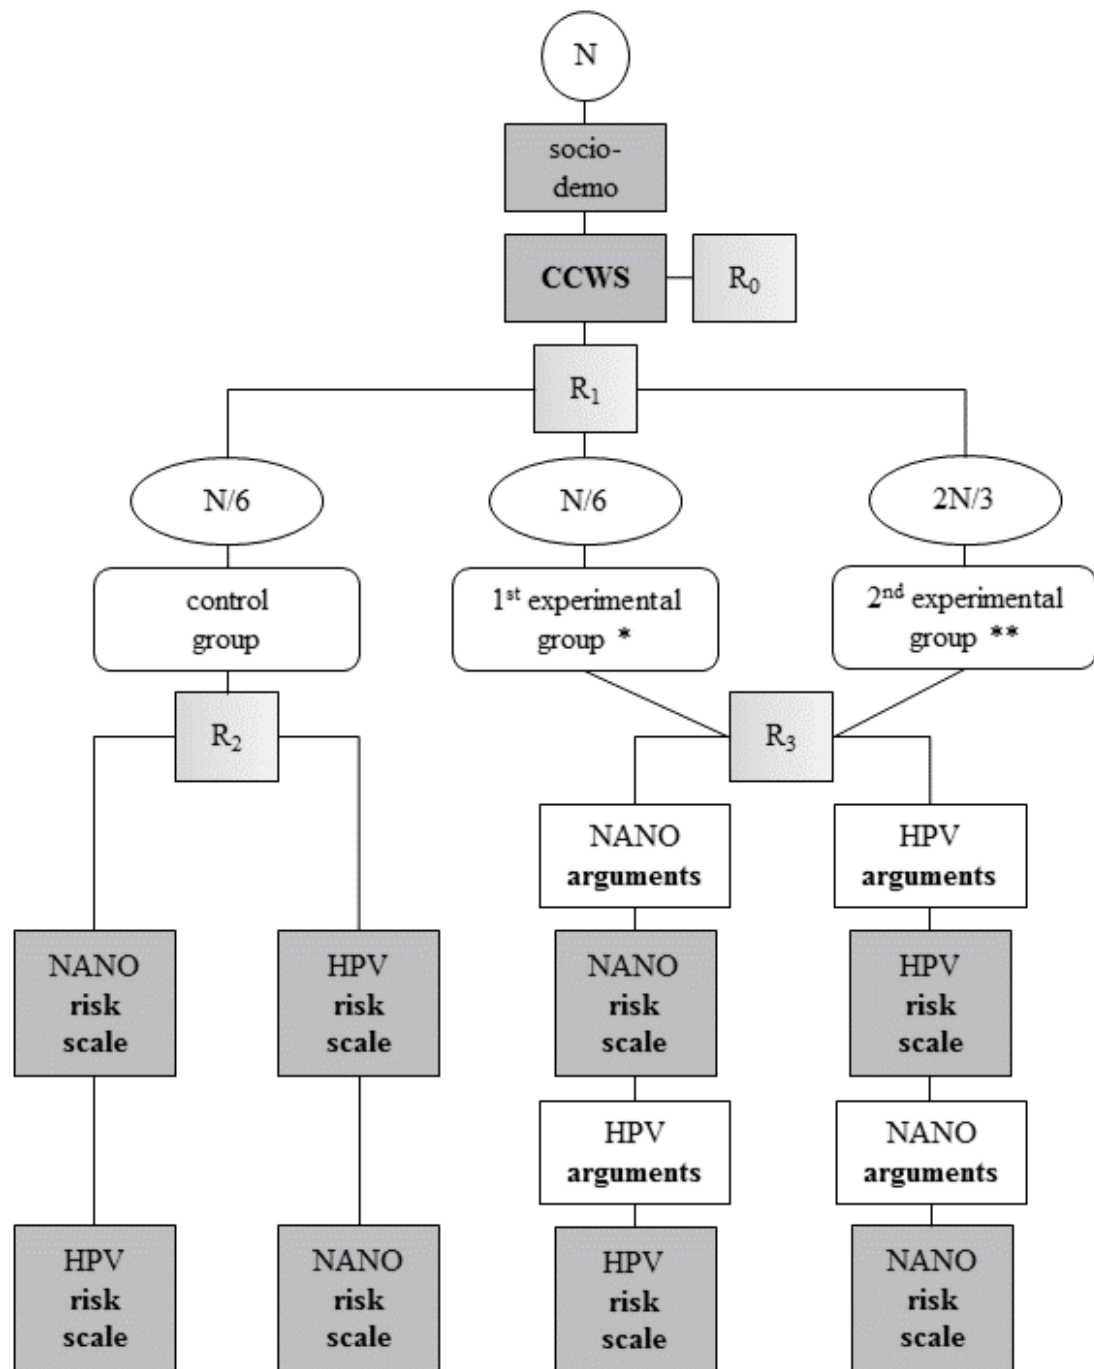 N
socio-
demo
CCWS
R₀
R₁
N/6
N/6
2N/3
control
group
1ˢᵗ experimental
group *
2ⁿᵈ experimental
group **
R₂
R₃
NANO
arguments
HPV
arguments
NANO
risk
scale
HPV
risk
scale
NANO
risk
scale
HPV
risk
scale
HPV
arguments
NANO
arguments
HPV
risk
scale
NANO
risk
scale
HPV
risk
scale
NANO
risk
scale